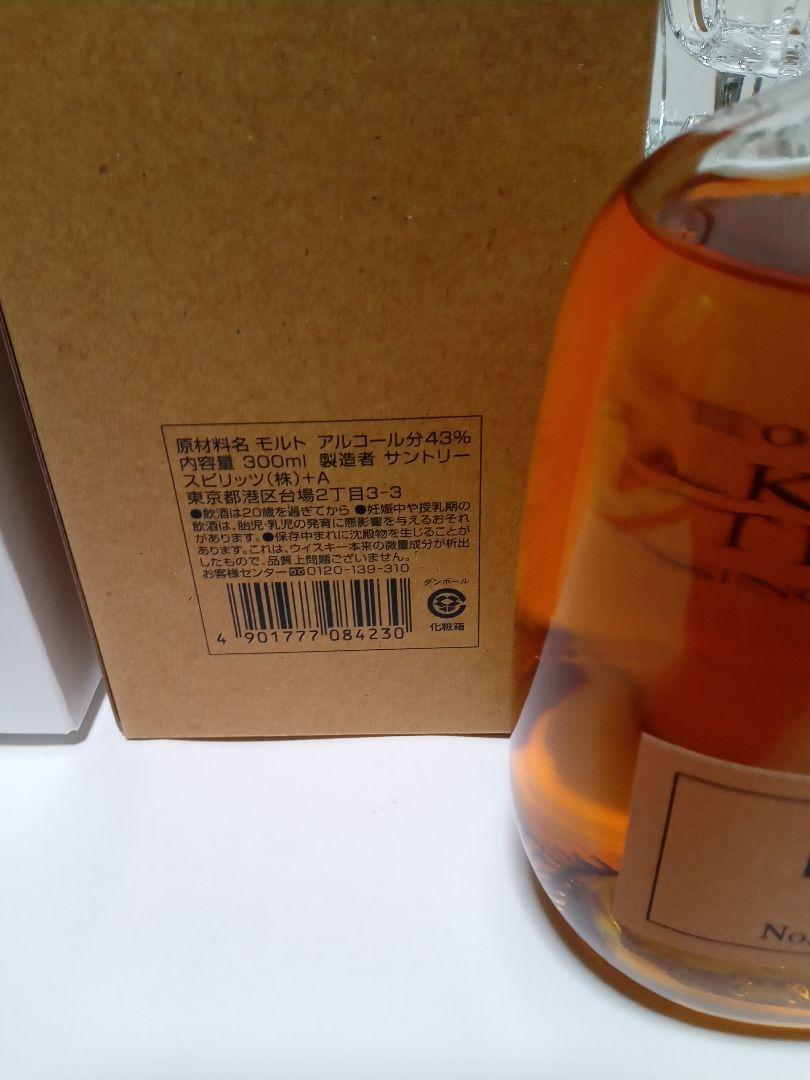 原材料名 モルト アルコール分43%
内容量 300ml 製造者 サントリー
スピリッツ(株)+A
東京都港区台場2丁目3-3
●飲酒は20歳を過ぎてから ●妊娠中や授乳期の
飲酒は、胎児・乳児の発育に悪影響を与えるおそれ
があります。●保存中まれに沈殿物を生じることが
あります。これは、ウイスキー本来の微量成分が析出
したもので、品質上問題ございません。
お客様センター 0120-139-310
ダンボール
化粧箱
4 901777 084230